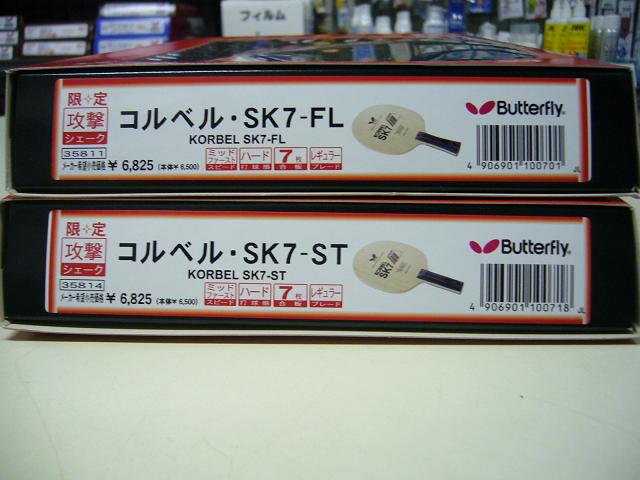 フィルム
限定
攻撃
シェーク
35811
コルベル・SK7-FL
KORBEL SK7-FL
メーカー希望小売価格 ¥6,825 (本体¥6,500)
ミッドファースト スピード
ハード 打球感
7枚 合板
レギュラー ブレード
KORBEL
SK7
Butterfly
4 906901 100701
JL
限定
攻撃
シェーク
35814
コルベル・SK7-ST
KORBEL SK7-ST
メーカー希望小売価格 ¥6,825 (本体¥6,500)
ミッドファースト スピード
ハード 打球感
7枚 合板
レギュラー ブレード
KORBEL
SK7
Butterfly
4 906901 100718
JL